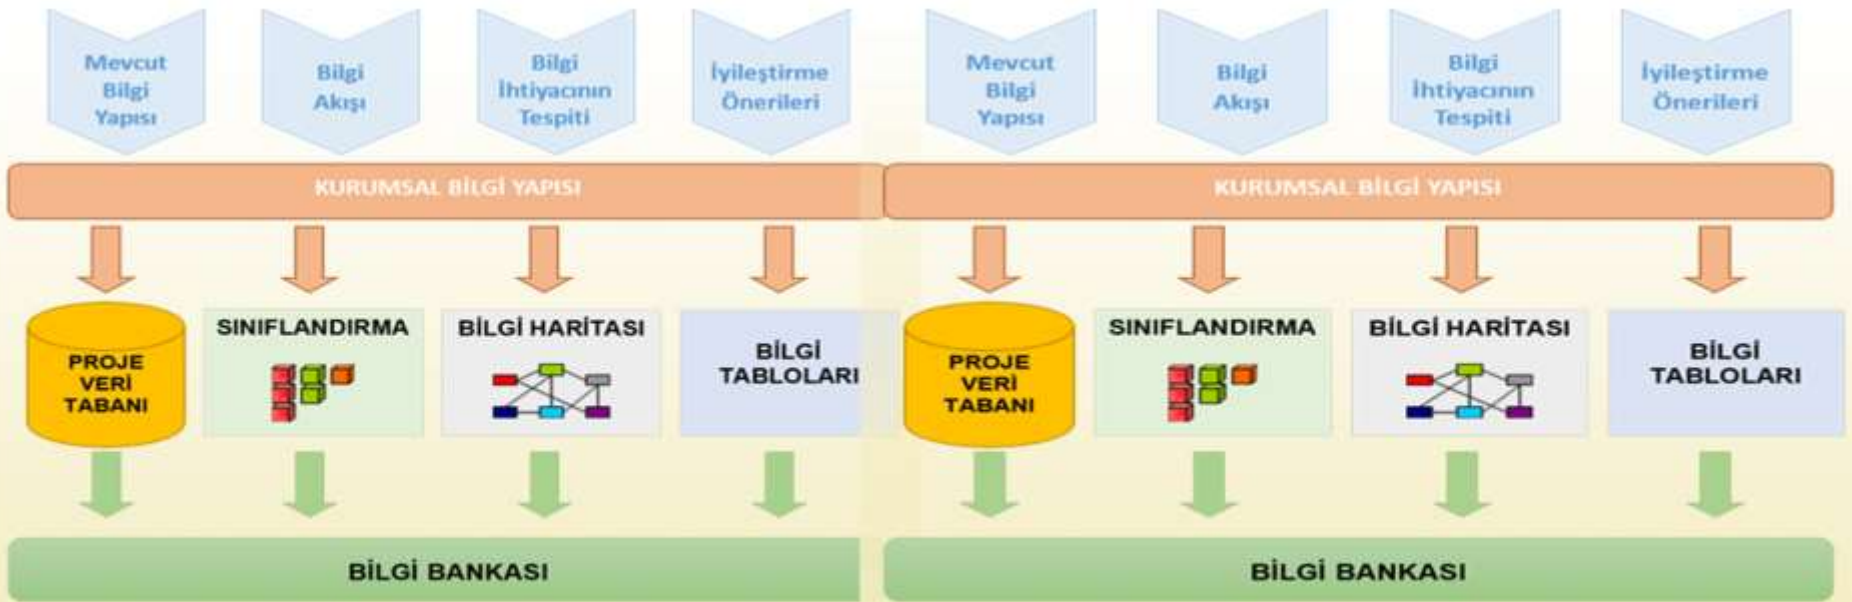 Mevcut
Bilgi
Yapısı
Bilgi
Akışı
Bilgi
İhtiyacının
Tespiti
İyileştirme
Önerileri
KURUMSAL BİLGİ YAPISI
PROJE
VERİ
TABANI
SINIFLANDIRMA
BİLGİ HARİTASI
BİLGİ
TABLOLARI
BİLGİ BANKASI
Mevcut
Bilgi
Yapısı
Bilgi
Akışı
Bilgi
İhtiyacının
Tespiti
İyileştirme
Önerileri
KURUMSAL BİLGİ YAPISI
PROJE
VERİ
TABANI
SINIFLANDIRMA
BİLGİ HARİTASI
BİLGİ
TABLOLARI
BİLGİ BANKASI